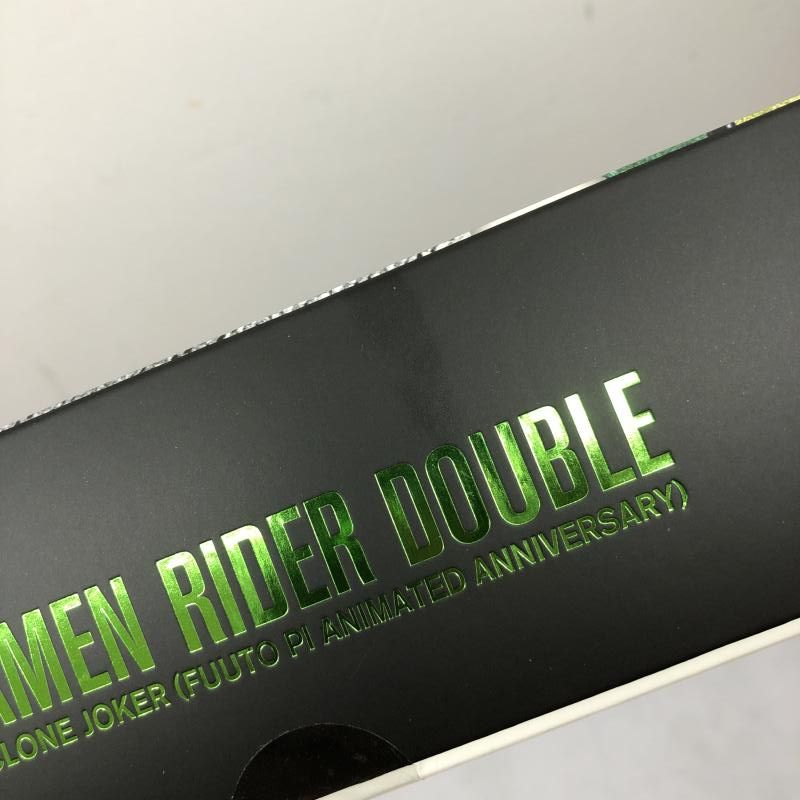 AMEN RIDER DOUBLE
CLONE JOKER (FUUTO PI ANIMATED ANNIVERSARY)